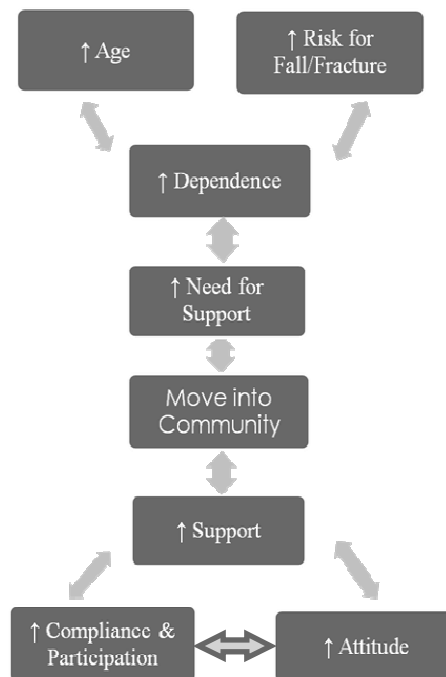 ↑ Age
↑ Risk for
Fall/Fracture
↑ Dependence
↑ Need for
Support
Move into
Community
↑ Support
↑ Compliance &
Participation
↑ Attitude